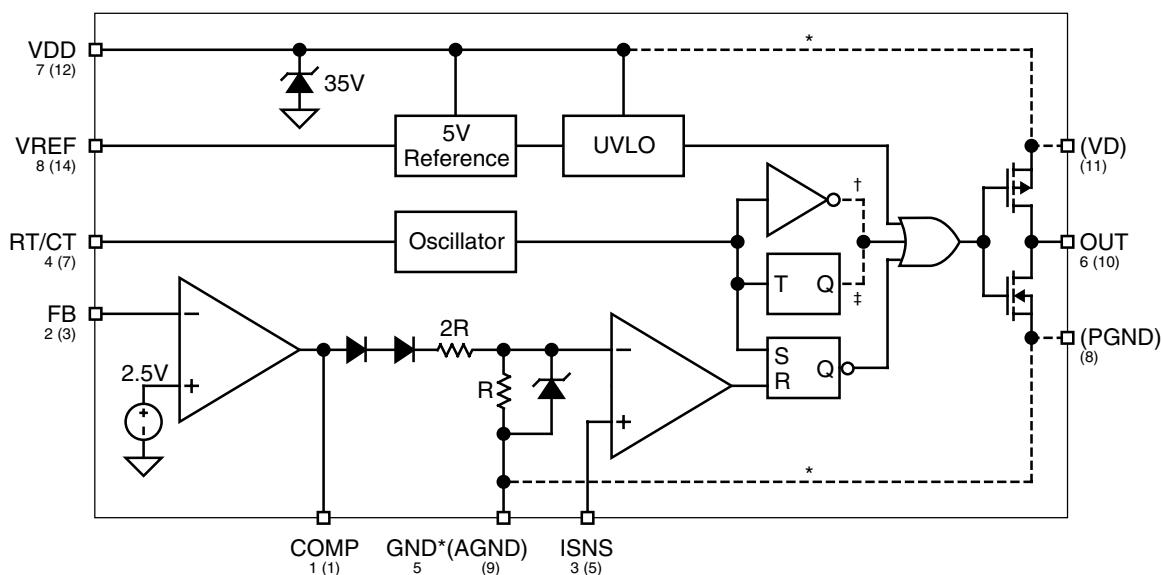 VDD
7 (12)
*
35V
VREF
8 (14)
5V
Reference
UVLO
(VD)
(11)
†
RT/CT
4 (7)
Oscillator
OUT
6 (10)
T Q
‡
FB
2 (3)
−
2R
(PGND)
(8)
2.5V
+
+
-
R
−
+
S
R
Q
*
COMP
1 (1)
GND*(AGND)
5 (9)
ISNS
3 (5)